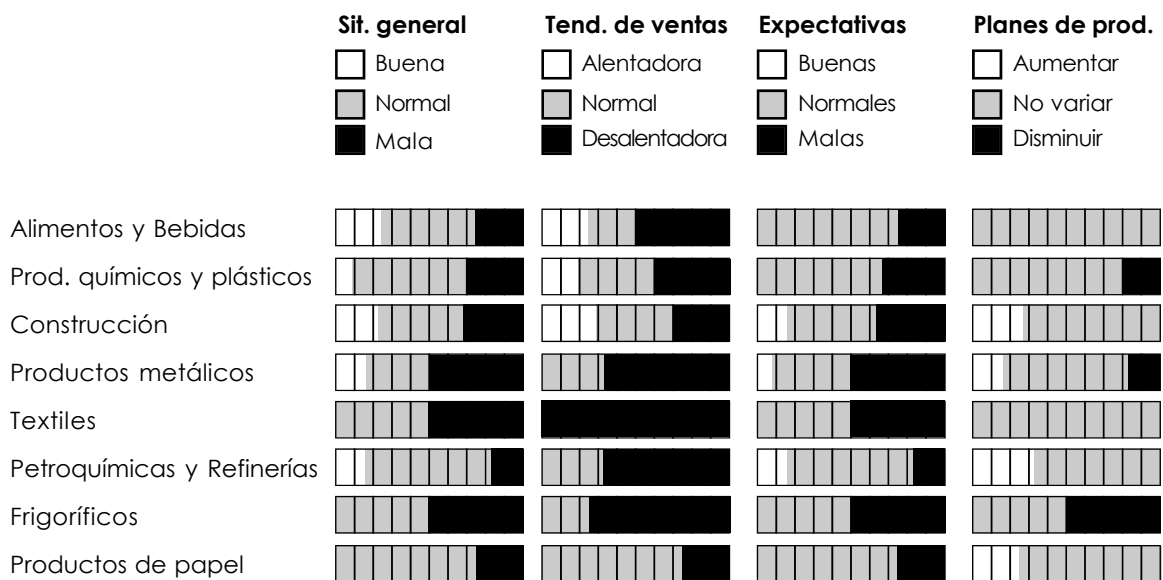 Sit. general Tend. de ventas Expectativas Planes de prod.
Buena Alentadora Buenas Aumentar
Normal Normal Normales No variar
Mala Desalentadora Malas Disminuir
Alimentos y Bebidas
Prod. químicos y plásticos
Construcción
Productos metálicos
Textiles
Petroquímicas y Refinerías
Frigoríficos
Productos de papel